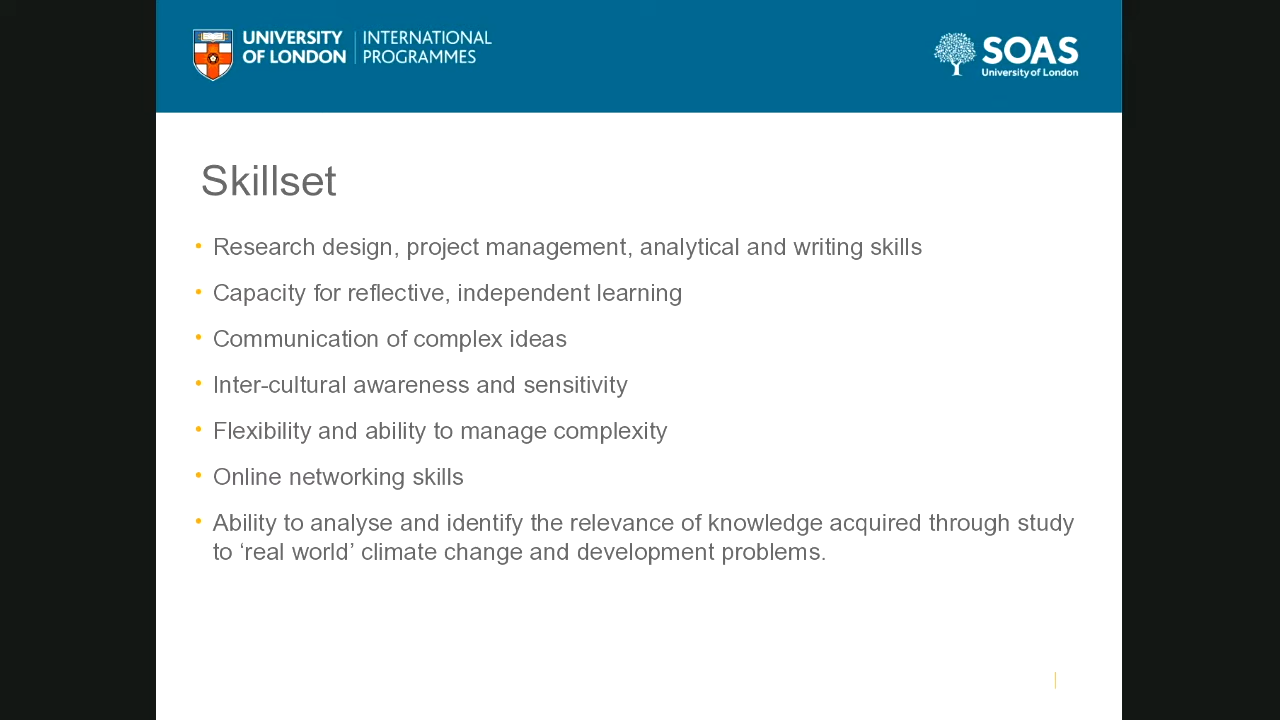 UNIVERSITY OF LONDON
INTERNATIONAL PROGRAMMES
SOAS
University of London
Skillset
• Research design, project management, analytical and writing skills
• Capacity for reflective, independent learning
• Communication of complex ideas
• Inter-cultural awareness and sensitivity
• Flexibility and ability to manage complexity
• Online networking skills
• Ability to analyse and identify the relevance of knowledge acquired through study
to ‘real world’ climate change and development problems.